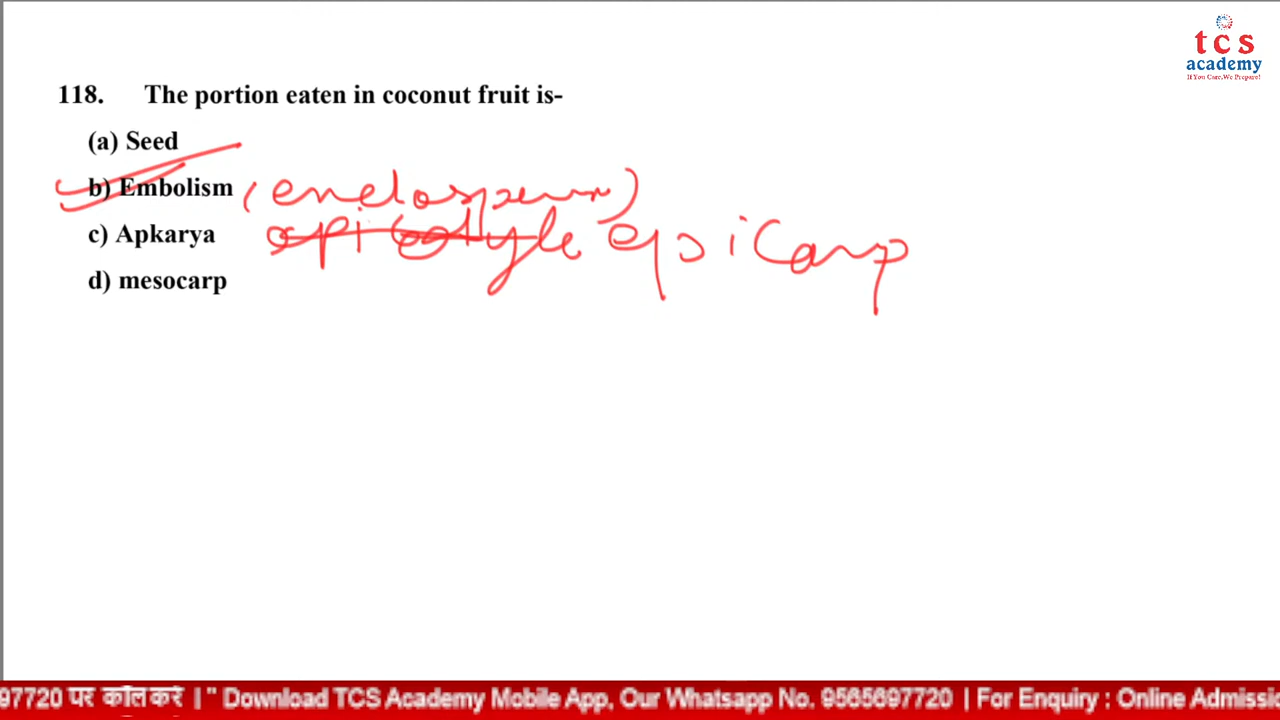 tcs
academy
If You Care, We Prepare!
118. The portion eaten in coconut fruit is-
(a) Seed
b) Embolism (endosperm)
c) Apkarya epicarp
d) mesocarp
97720 पर कॉल करें | " Download TCS Academy Mobile App, Our Whatsapp No. 9565697720 | For Enquiry : Online Admissi